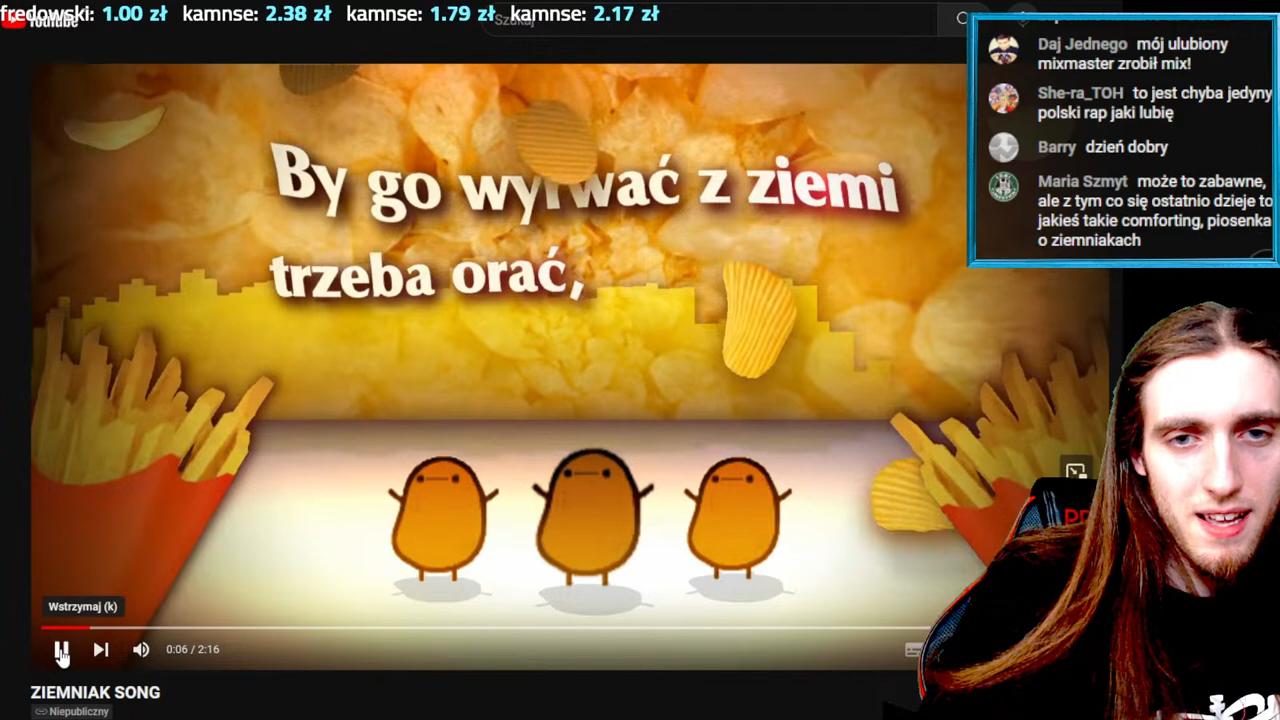 fredowski: 1.00 zł kamnse: 2.38 zł kamnse: 1.79 zł kamnse: 2.17 zł
YouTube
Szukaj
Daj Jednego mój ulubiony
mixmaster zrobił mix!
She-ra_TOH to jest chyba jedyny
polski rap jaki lubię
Barry dzień dobry
Maria Szmyt może to zabawne,
ale z tym co się ostatnio dzieje to
jakieś takie comforting, piosenka
o ziemniakach
By go wyrwać z ziemi
trzeba orać,
Wstrzymaj (k)
0:06 / 2:16
ZIEMNIAK SONG
Niepubliczny